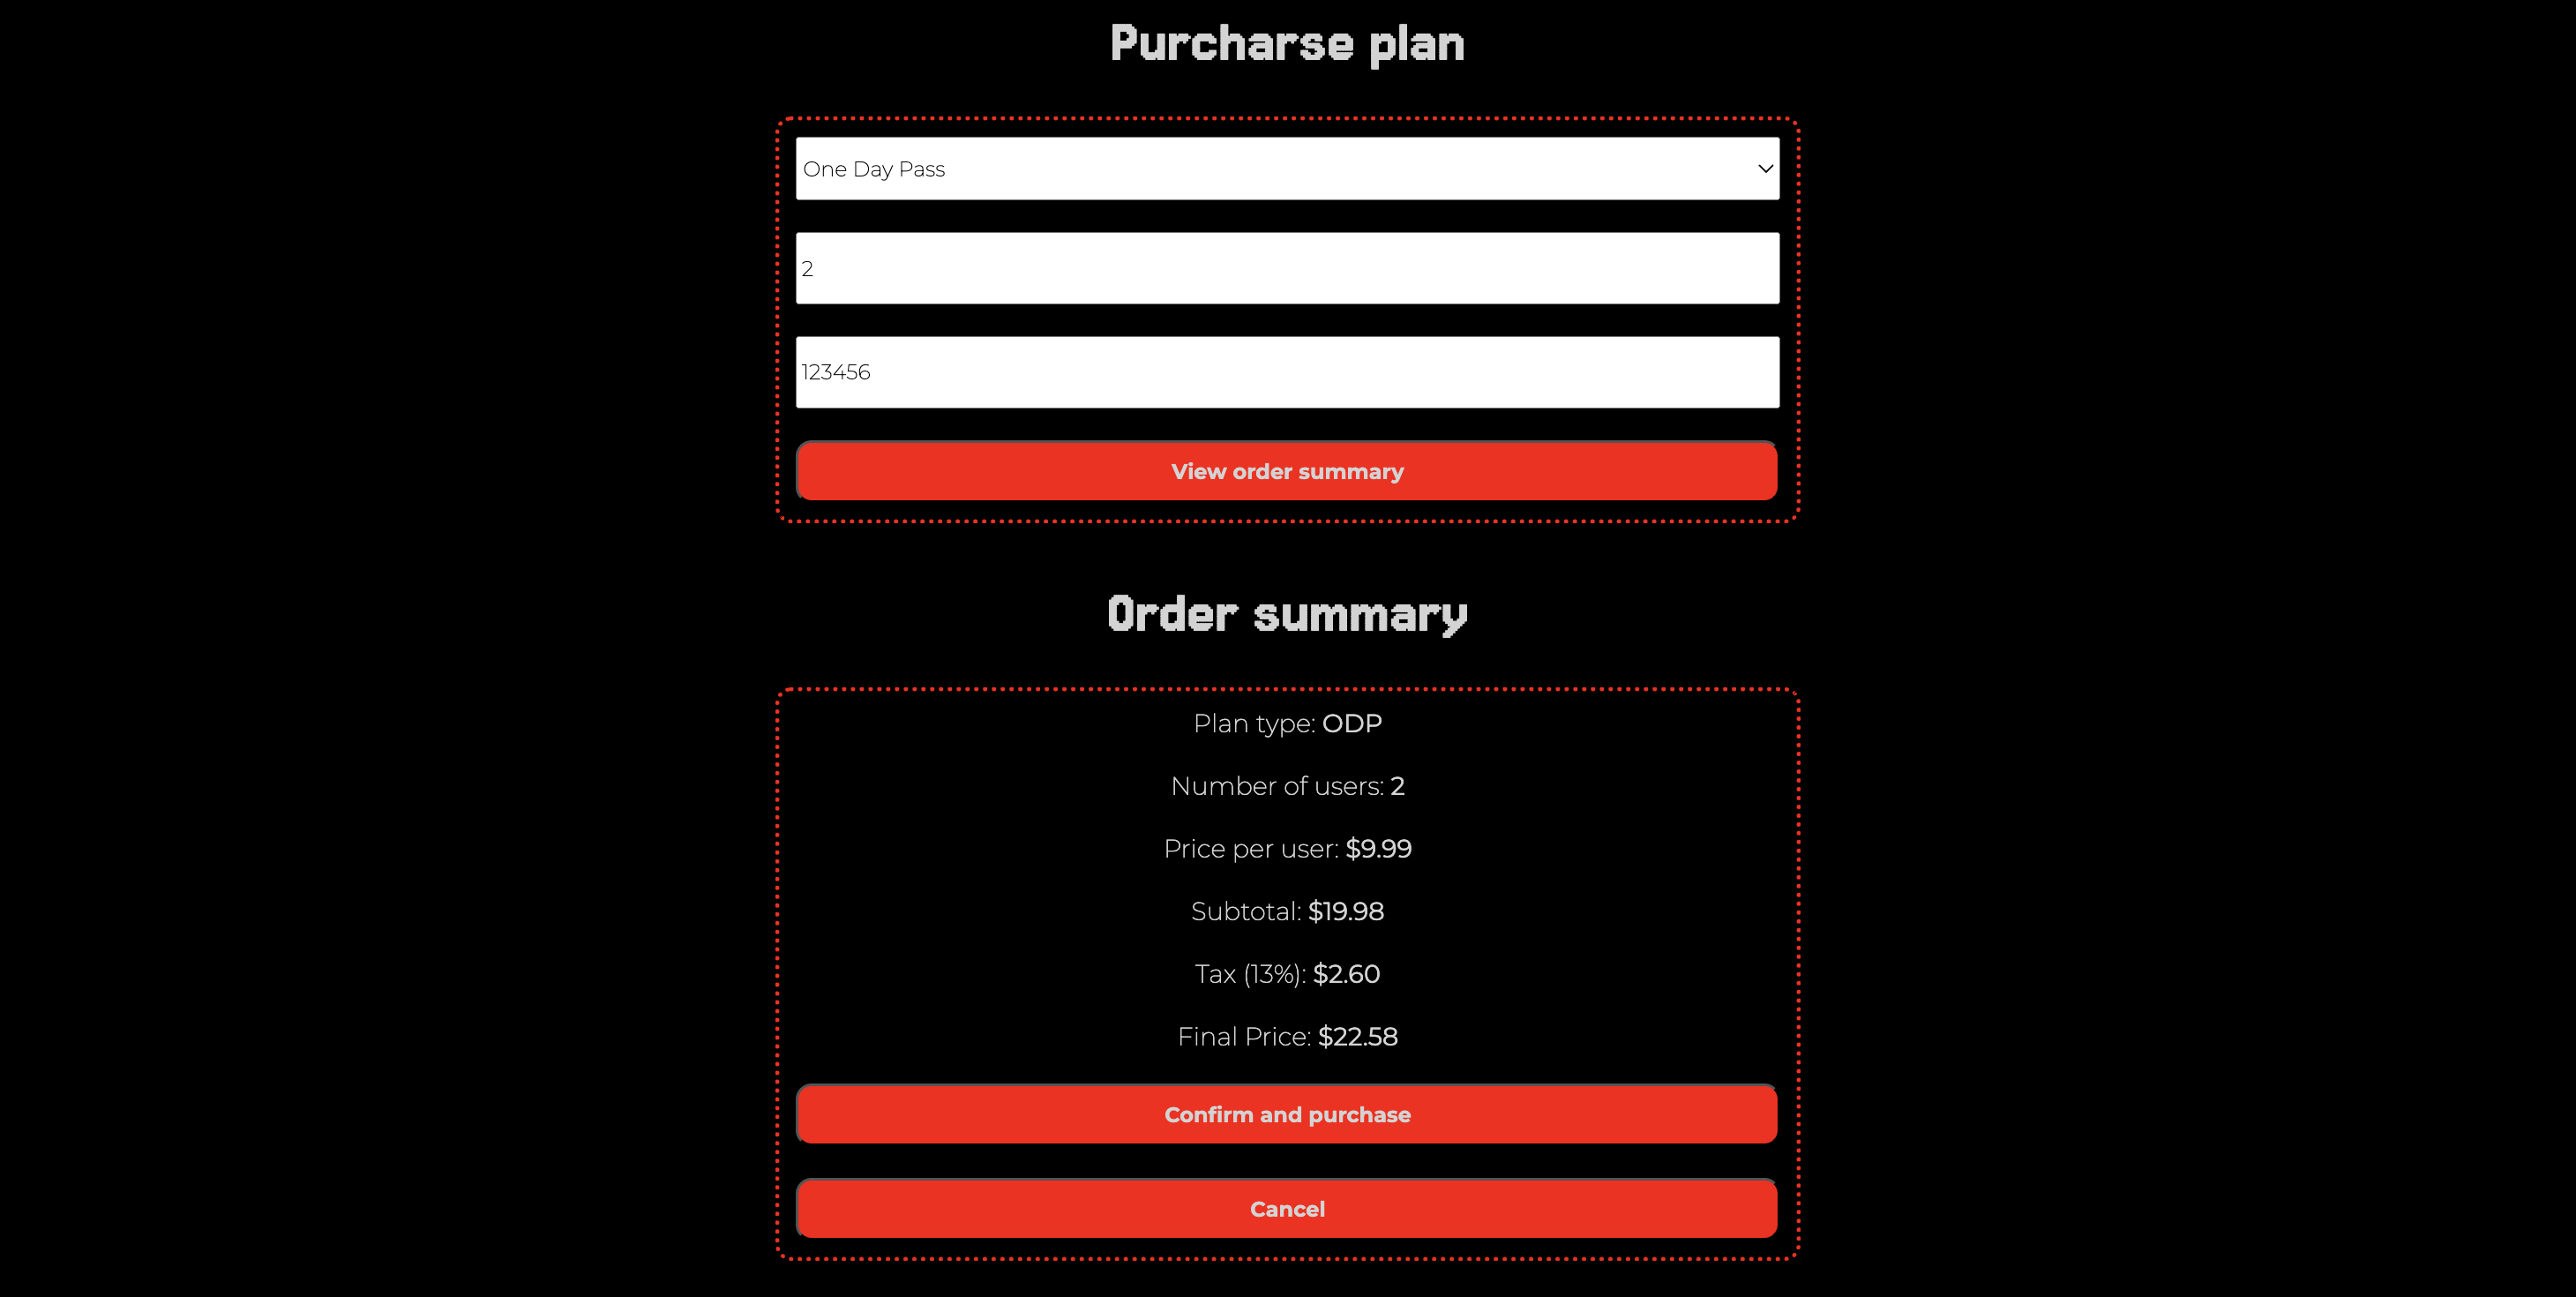 Purcharse plan
One Day Pass
2
123456
View order summary
Order summary
Plan type: ODP
Number of users: 2
Price per user: $9.99
Subtotal: $19.98
Tax (13%): $2.60
Final Price: $22.58
Confirm and purchase
Cancel